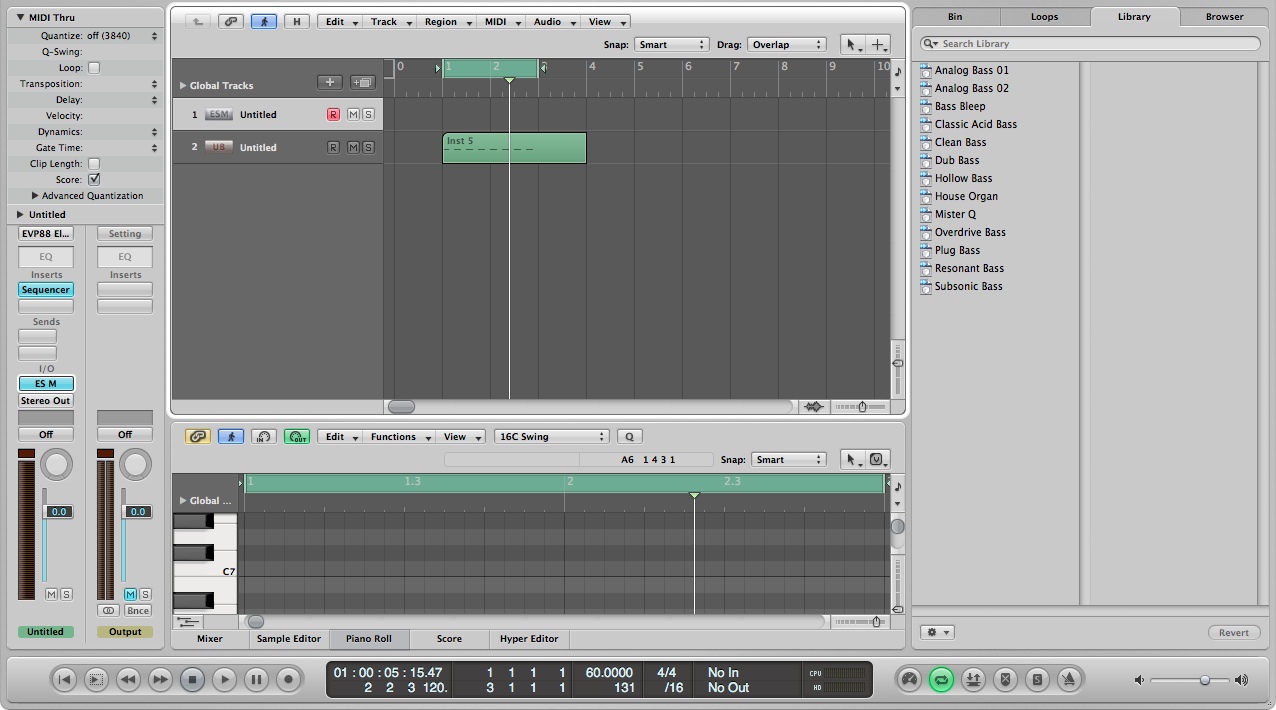 MIDI Thru
Quantize: off (3840)
Q-Swing:
Loop:
Transposition:
Delay:
Velocity:
Dynamics:
Gate Time:
Clip Length:
Score:
Advanced Quantization
Untitled
EVP88 El... Setting
EQ EQ
Inserts Inserts
Sequencer
Sends
I/O
ES M
Stereo Out
Off Off
0.0 0.0
M S M S
Bnce
Untitled Output
H Edit Track Region MIDI Audio View
Snap: Smart Drag: Overlap
0 1 2 3 4 5 6 7 8 9 10
Global Tracks
1 ESM Untitled R M S
2 U8 Untitled R M S
Inst 5
IN OUT Edit Functions View 16C Swing Q
A6 1 4 3 1 Snap: Smart
1 1.3 2 2.3
Global ...
C7
Mixer Sample Editor Piano Roll Score Hyper Editor
Bin Loops Library Browser
Search Library
Analog Bass 01
Analog Bass 02
Bass Bleep
Classic Acid Bass
Clean Bass
Dub Bass
Hollow Bass
House Organ
Mister Q
Overdrive Bass
Plug Bass
Resonant Bass
Subsonic Bass
Revert
01 : 00 : 05 : 15.47 1 1 1 1 60.0000 4/4 No In CPU
2 2 3 120. 3 1 1 1 131 /16 No Out HD
S